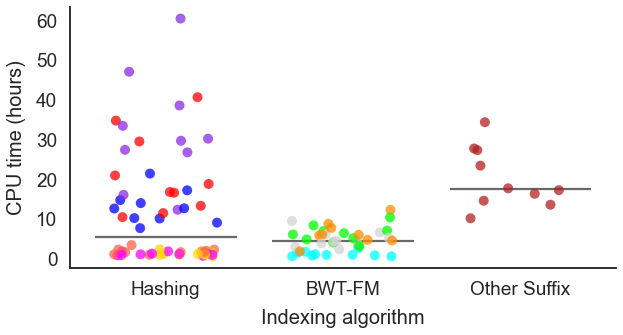 60
50
40
30
20
10
0
CPU time (hours)
Hashing
BWT-FM
Other Suffix
Indexing algorithm